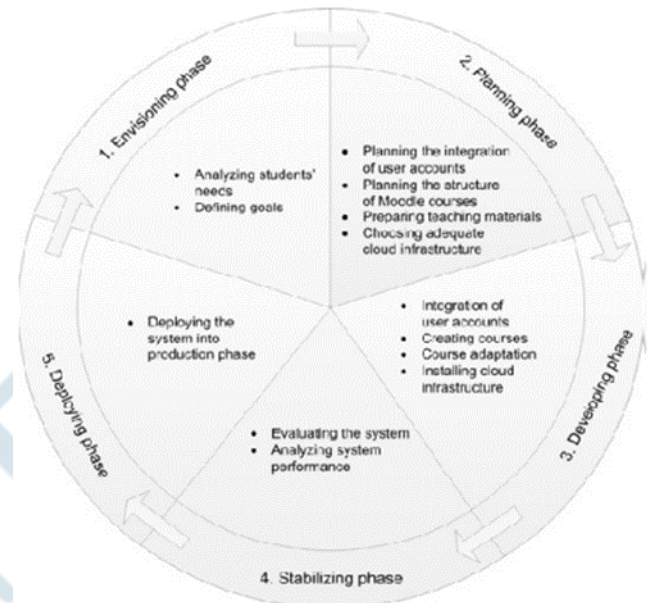 1. Envisioning phase
• Analyzing students'
needs
• Defining goals
2. Planning phase
• Planning the integration
of user accounts
• Planning the structure
of Moodle courses
• Preparing teaching materials
• Choosing adequate
cloud infrastructure
3. Developing phase
• Integration of
user accounts
• Creating courses
• Course adaptation
• Installing cloud
infrastructure
4. Stabilizing phase
• Evaluating the system
• Analyzing system
performance
5. Deploying phase
• Deploying the
system into
production phase